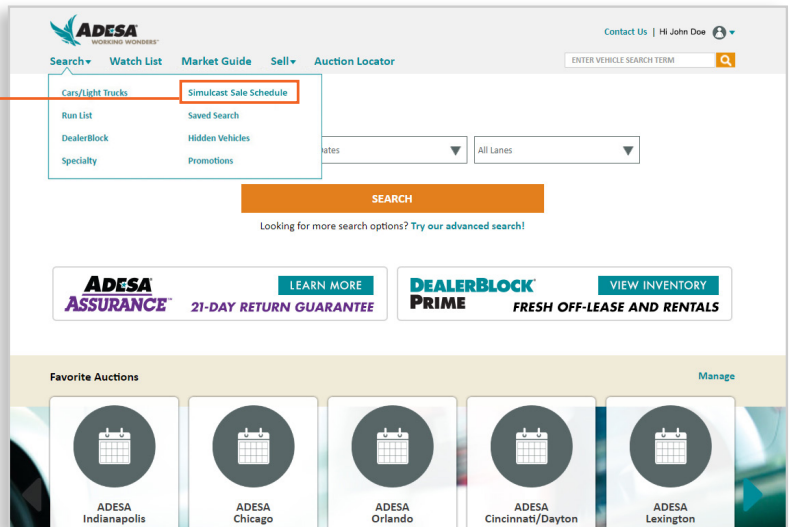 ADESA
WORKING WONDERS™
Contact Us | Hi John Doe
Search Watch List Market Guide Sell Auction Locator
ENTER VEHICLE SEARCH TERM
Cars/Light Trucks Simulcast Sale Schedule
Run List Saved Search
DealerBlock Hidden Vehicles
Specialty Promotions
All Lanes
SEARCH
Looking for more search options? Try our advanced search!
ADESA ASSURANCE™
LEARN MORE
21-DAY RETURN GUARANTEE
DEALERBLOCK® PRIME
VIEW INVENTORY
FRESH OFF-LEASE AND RENTALS
Favorite Auctions Manage
ADESA Indianapolis
ADESA Chicago
ADESA Orlando
ADESA Cincinnati/Dayton
ADESA Lexington